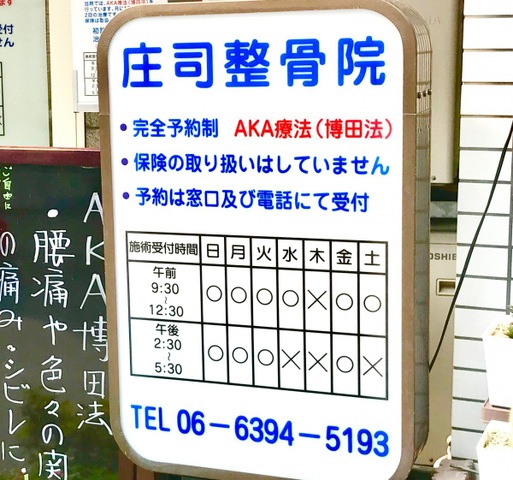 庄司整骨院
・完全予約制 AKA療法(博田法)
・保険の取り扱いはしていません
・予約は窓口及び電話にて受付
施術受付時間 日 月 火 水 木 金 土
午前 9:30 ~ 12:30 ○ ○ ○ ○ × ○ ○
午後 2:30 ~ 5:30 ○ ○ ○ × × ○ ×
TEL 06-6394-5193
ご自由に
AKA博田法
・腰痛や色々の関
の痛み・シビレに